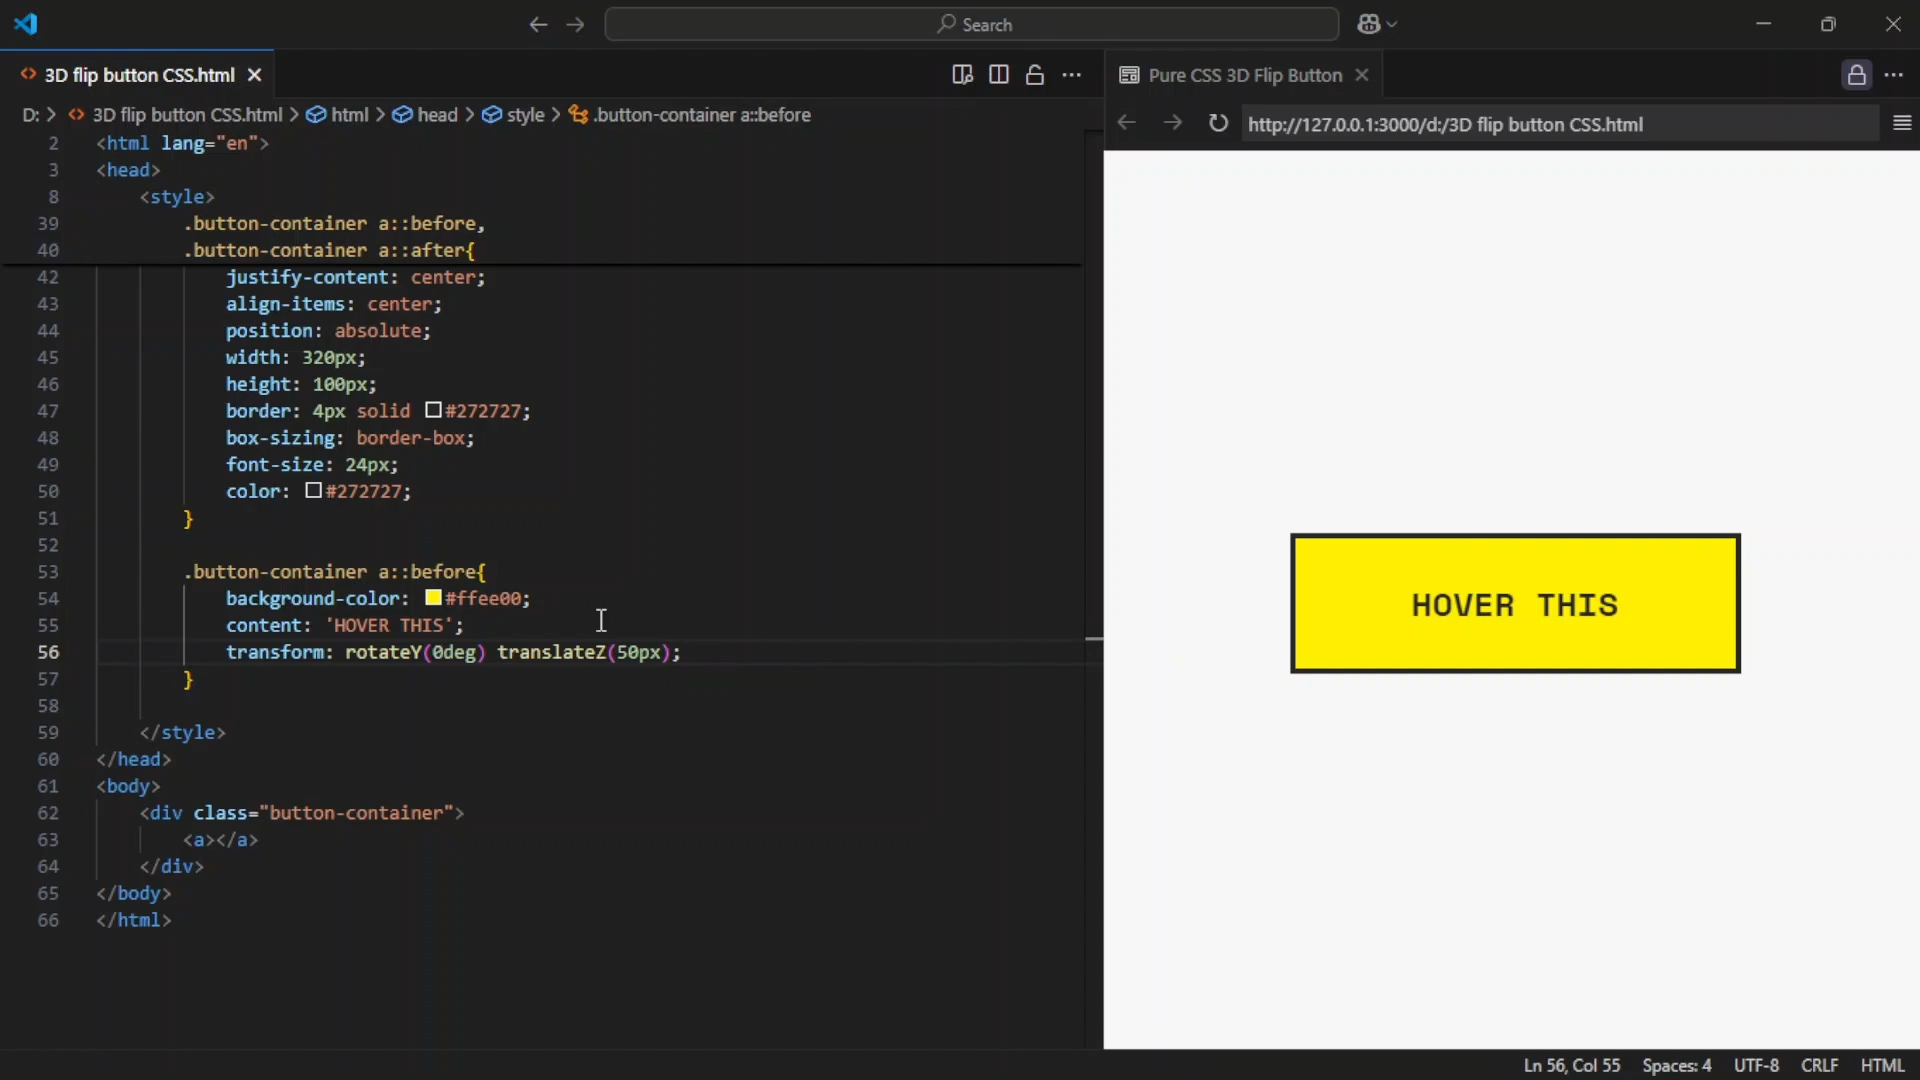 Search
3D flip button CSS.html
D: > 3D flip button CSS.html > html > head > style > .button-container a::before
2 <html lang="en">
3 <head>
8 <style>
39 .button-container a::before,
40 .button-container a::after{
42 justify-content: center;
43 align-items: center;
44 position: absolute;
45 width: 320px;
46 height: 100px;
47 border: 4px solid #272727;
48 box-sizing: border-box;
49 font-size: 24px;
50 color: #272727;
51 }
52
53 .button-container a::before{
54 background-color: #ffee00;
55 content: 'HOVER THIS';
56 transform: rotateY(0deg) translateZ(50px);
57 }
58
59 </style>
60 </head>
61 <body>
62 <div class="button-container">
63 <a></a>
64 </div>
65 </body>
66 </html>
Pure CSS 3D Flip Button
http://127.0.0.1:3000/d:/3D flip button CSS.html
HOVER THIS
Ln 56, Col 55 Spaces: 4 UTF-8 CRLF HTML